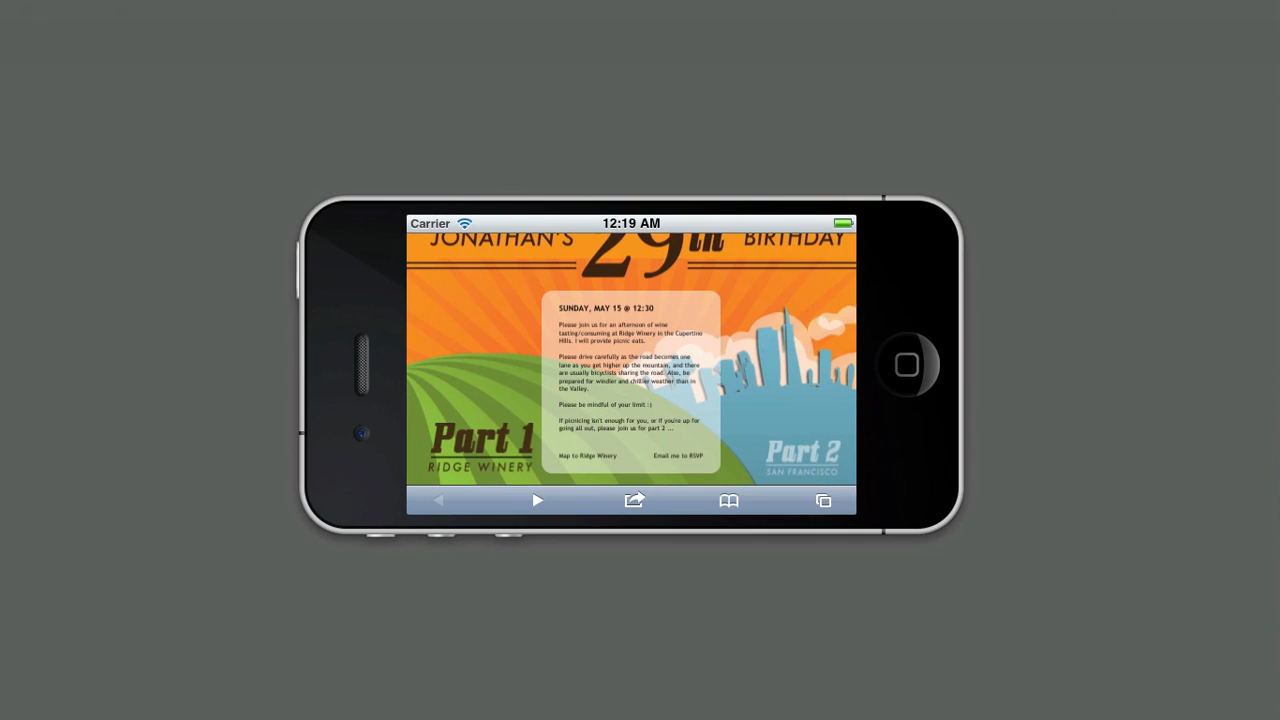 Carrier 12:19 AM
JONATHAN'S 29th BIRTHDAY
SUNDAY, MAY 15 @ 12:30
Please join us for an afternoon of wine
tasting/consuming at Ridge Winery in the Cupertino
Hills. I will provide picnic eats.
Please drive carefully as the road becomes one
lane as you get higher up the mountain, and there
are usually bicyclists sharing the road. Also, be
prepared for windier and chillier weather than in
the Valley.
Please be mindful of your limit :)
If picnicing isn't enough for you, or if you're up for
going all out, please join us for part 2 ...
Map to Ridge Winery Email me to RSVP
Part 1
RIDGE WINERY
Part 2
SAN FRANCISCO